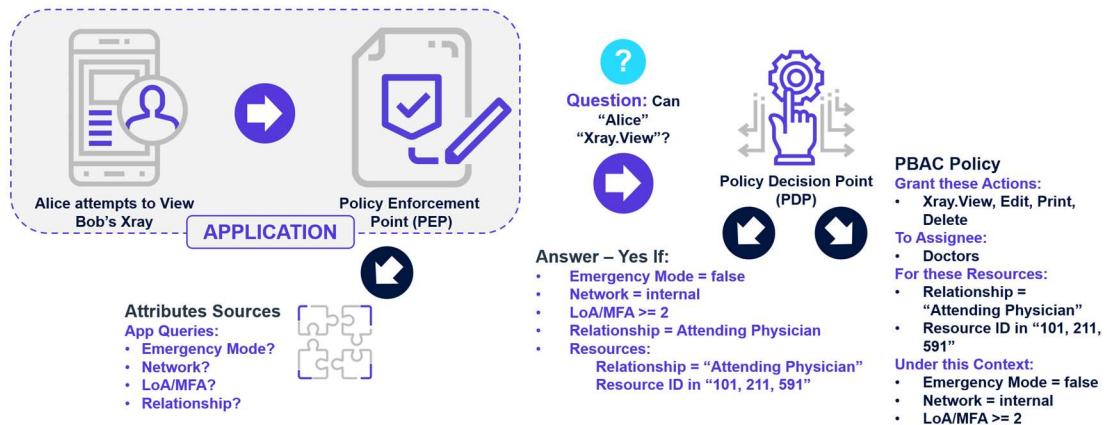 Alice attempts to View
Bob's Xray
Policy Enforcement
Point (PEP)
APPLICATION
?
Question: Can
“Alice”
“Xray.View”?
Policy Decision Point
(PDP)
Attributes Sources
App Queries:
• Emergency Mode?
• Network?
• LoA/MFA?
• Relationship?
Answer – Yes If:
• Emergency Mode = false
• Network = internal
• LoA/MFA >= 2
• Relationship = Attending Physician
• Resources:
Relationship = “Attending Physician”
Resource ID in “101, 211, 591”
PBAC Policy
Grant these Actions:
• Xray.View, Edit, Print,
Delete
To Assignee:
• Doctors
For these Resources:
• Relationship =
“Attending Physician”
• Resource ID in “101, 211,
591”
Under this Context:
• Emergency Mode = false
• Network = internal
• LoA/MFA >= 2